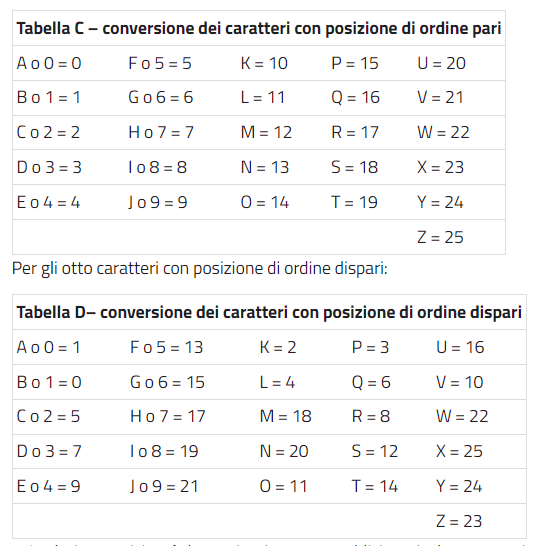 Tabella C – conversione dei caratteri con posizione di ordine pari
A o 0 = 0 F o 5 = 5 K = 10 P = 15 U = 20
B o 1 = 1 G o 6 = 6 L = 11 Q = 16 V = 21
C o 2 = 2 H o 7 = 7 M = 12 R = 17 W = 22
D o 3 = 3 I o 8 = 8 N = 13 S = 18 X = 23
E o 4 = 4 J o 9 = 9 O = 14 T = 19 Y = 24
Z = 25
Per gli otto caratteri con posizione di ordine dispari:
Tabella D– conversione dei caratteri con posizione di ordine dispari
A o 0 = 1 F o 5 = 13 K = 2 P = 3 U = 16
B o 1 = 0 G o 6 = 15 L = 4 Q = 6 V = 10
C o 2 = 5 H o 7 = 17 M = 18 R = 8 W = 22
D o 3 = 7 I o 8 = 19 N = 20 S = 12 X = 25
E o 4 = 9 J o 9 = 21 O = 11 T = 14 Y = 24
Z = 23